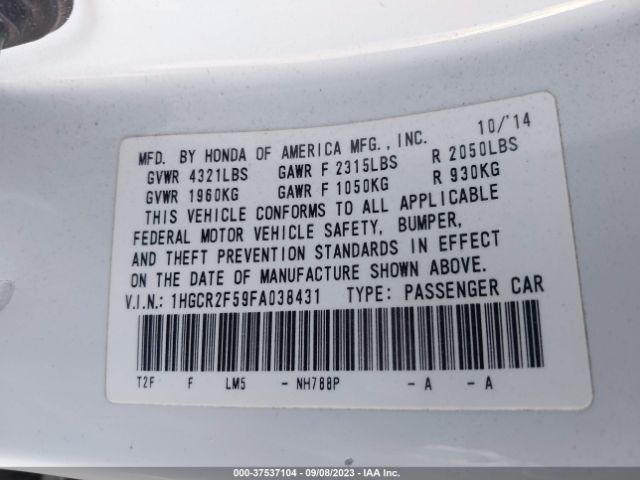 MFD. BY HONDA OF AMERICA MFG., INC. 10/'14
GVWR 4321LBS GAWR F 2315LBS R 2050LBS
GVWR 1960KG GAWR F 1050KG R 930KG
THIS VEHICLE CONFORMS TO ALL APPLICABLE
FEDERAL MOTOR VEHICLE SAFETY, BUMPER,
AND THEFT PREVENTION STANDARDS IN EFFECT
ON THE DATE OF MANUFACTURE SHOWN ABOVE.
V.I.N.: 1HGCR2F59FA038431 TYPE: PASSENGER CAR
T2F F LM5 - NH788P - A - A
000-37537104 - 09/08/2023 - IAAI.COM